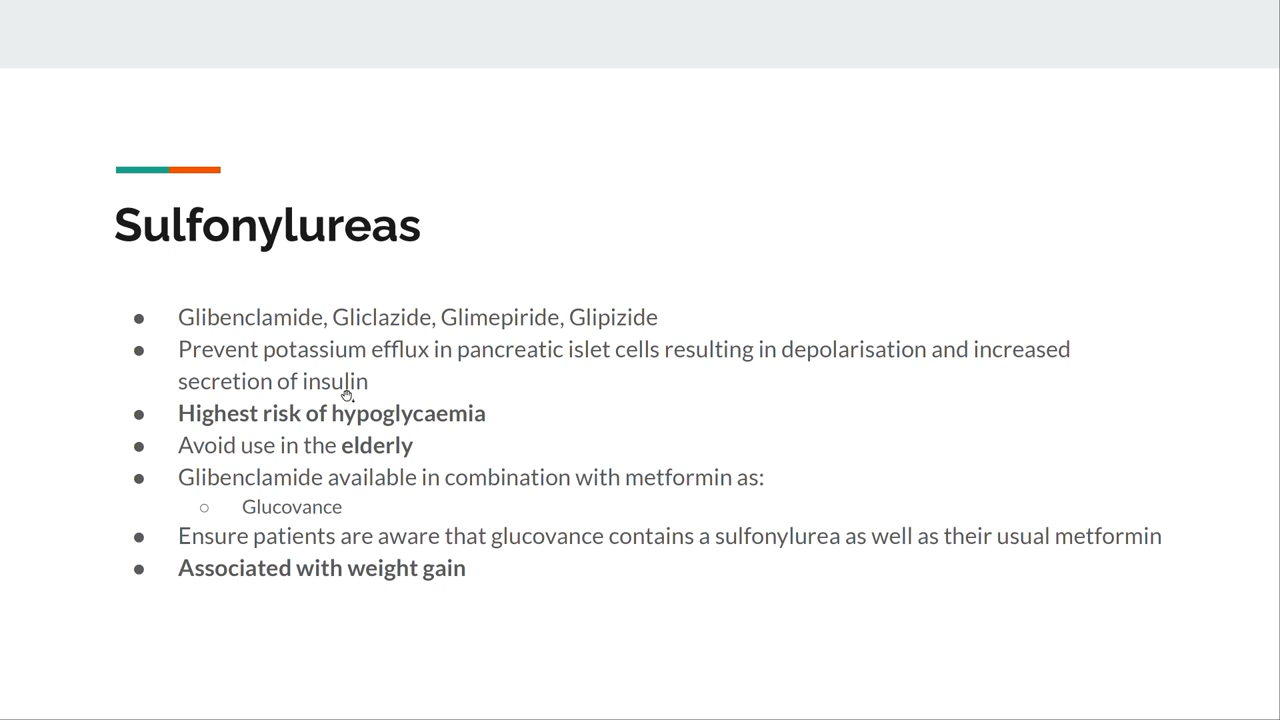 Sulfonylureas
● Glibenclamide, Gliclazide, Glimepiride, Glipizide
● Prevent potassium efflux in pancreatic islet cells resulting in depolarisation and increased
secretion of insulin
● Highest risk of hypoglycaemia
● Avoid use in the elderly
● Glibenclamide available in combination with metformin as:
○ Glucovance
● Ensure patients are aware that glucovance contains a sulfonylurea as well as their usual metformin
● Associated with weight gain